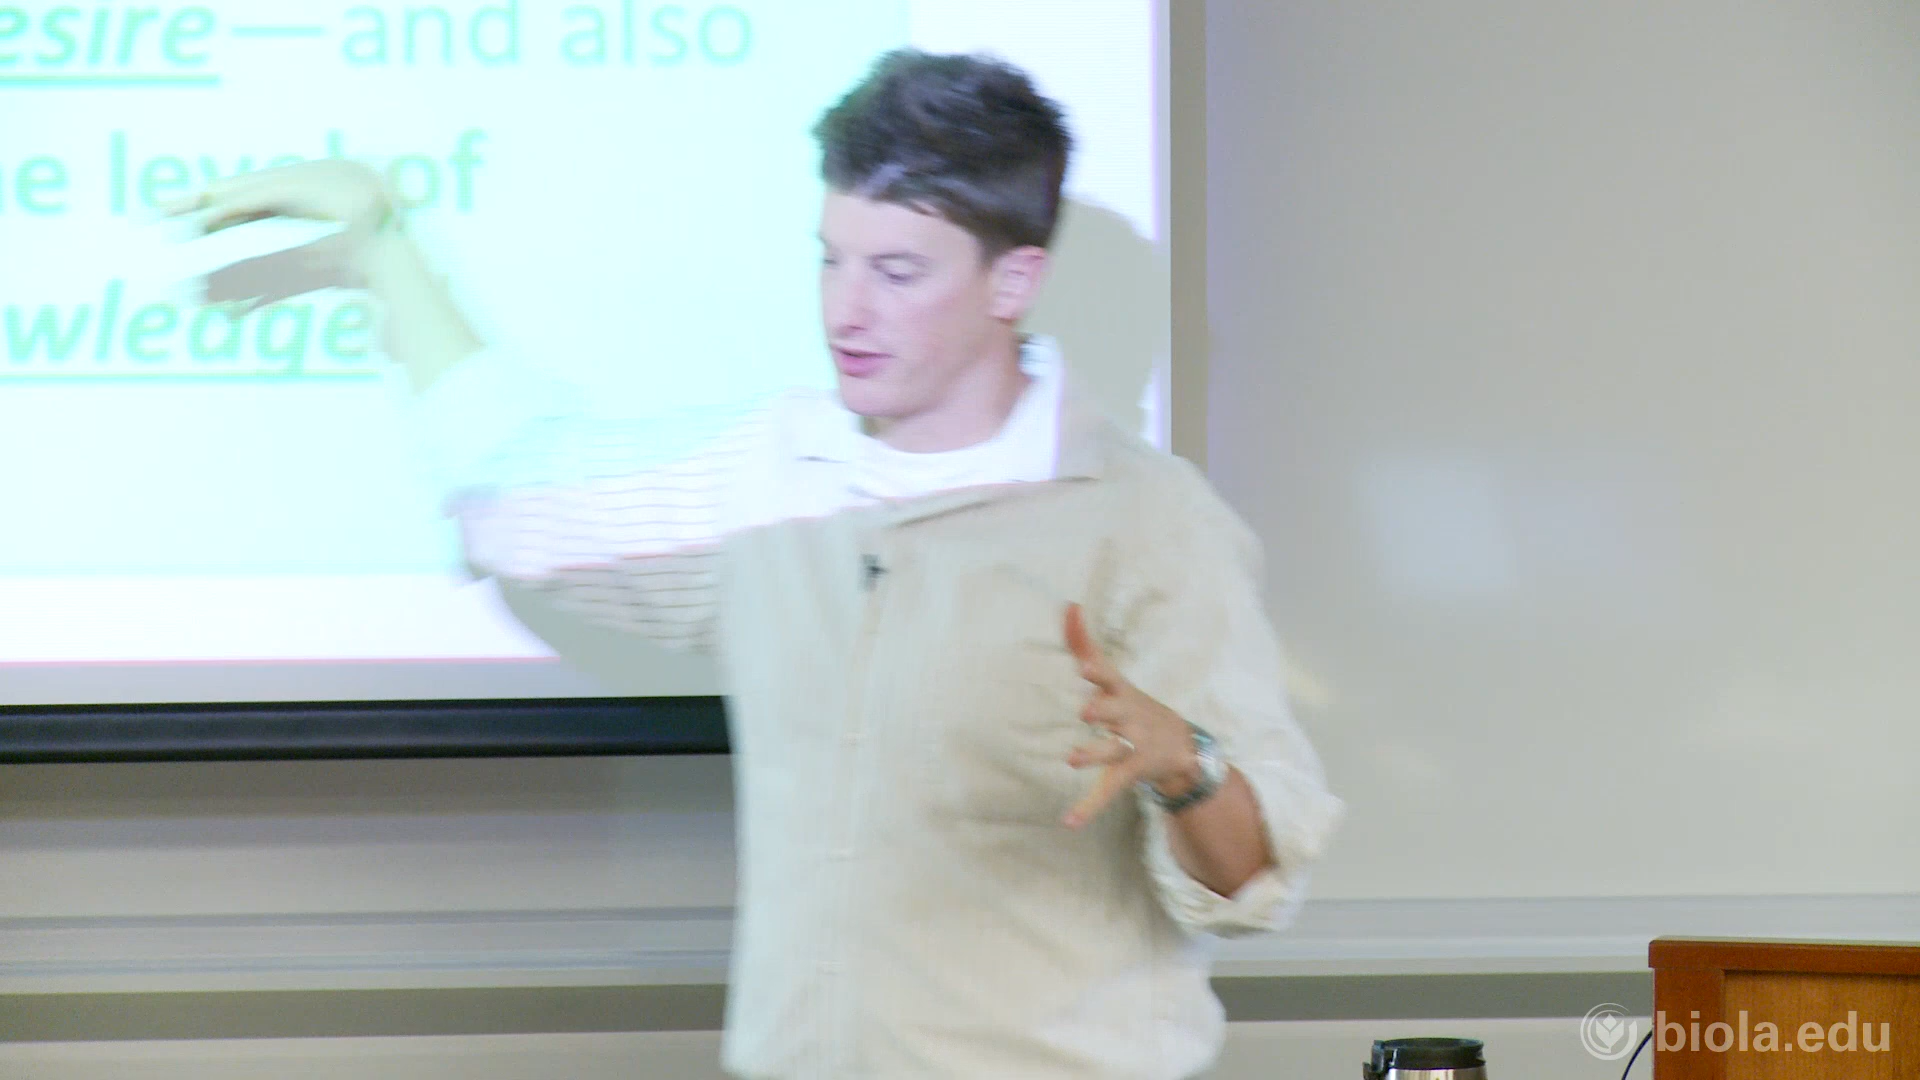 esire—and also
e level of
wledge
biola.edu